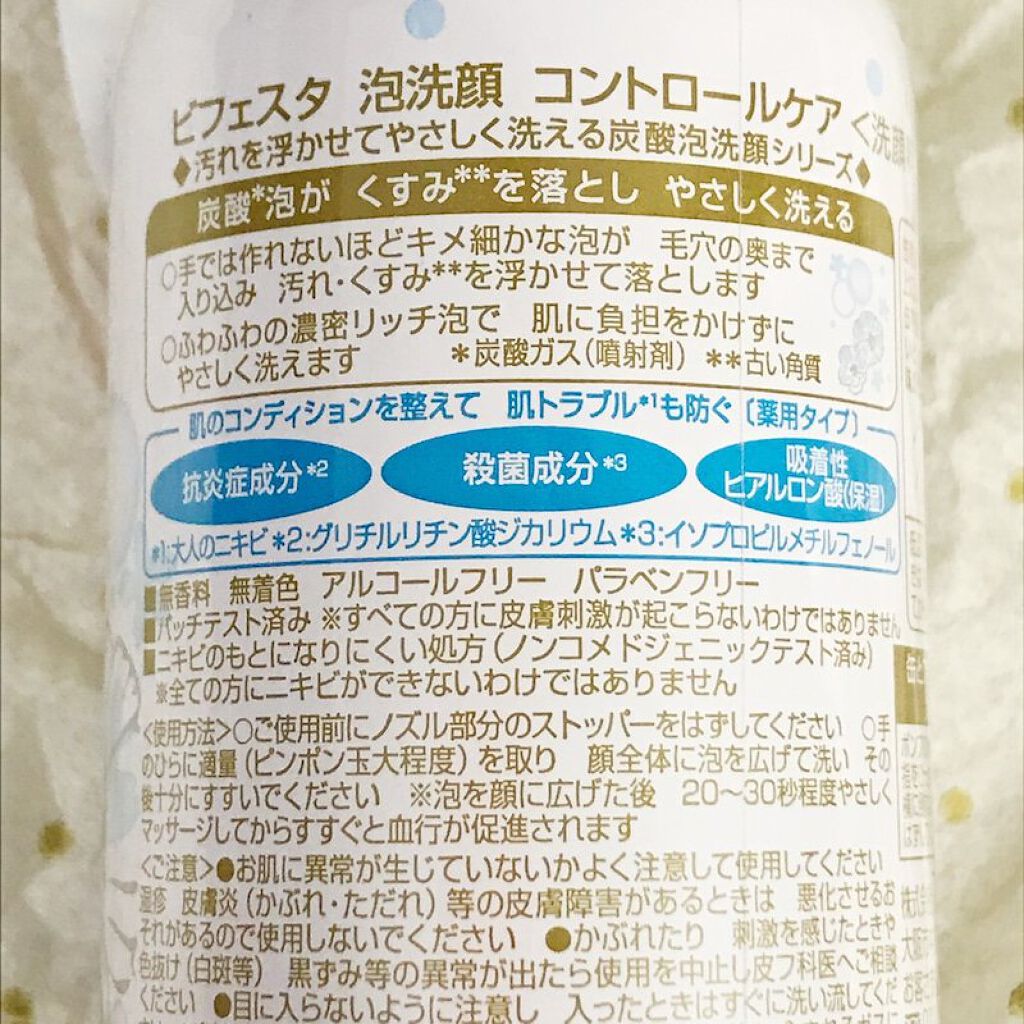 ビフェスタ 泡洗顔 コントロールケア〈洗顔
◆汚れを浮かせてやさしく洗える炭酸泡洗顔シリーズ◆
炭酸*泡が くすみ**を落とし やさしく洗える
○手では作れないほどキメ細かな泡が 毛穴の奥まで
入り込み 汚れ・くすみ**を浮かせて落とします
○ふわふわの濃密リッチ泡で 肌に負担をかけずに
やさしく洗えます *炭酸ガス(噴射剤) **古い角質
肌のコンディションを整えて 肌トラブル*1も防ぐ〔薬用タイプ〕
抗炎症成分*2
殺菌成分*3
吸着性
ヒアルロン酸(保湿)
*1:大人のニキビ*2:グリチルリチン酸ジカリウム*3:イソプロピルメチルフェノール
■無香料 無着色 アルコールフリー パラベンフリー
■パッチテスト済み ※すべての方に皮膚刺激が起こらないわけではありません
■ニキビのもとになりにくい処方(ノンコメドジェニックテスト済み)
※全ての方にニキビができないわけではありません
<使用方法>○ご使用前にノズル部分のストッパーをはずしてください ○手
のひらに適量(ピンポン玉大程度)を取り 顔全体に泡を広げて洗い その
後十分にすすいでください ※泡を顔に広げた後 20〜30秒程度やさしく
マッサージしてからすすぐと血行が促進されます
<ご注意>●お肌に異常が生じていないかよく注意して使用してください
湿疹 皮膚炎(かぶれ・ただれ)等の皮膚障害があるときは 悪化させるお
それがあるので使用しないでください ●かぶれたり 刺激を感じたときや
色抜け(白斑等) 黒ずみ等の異常が出たら使用を中止し皮フ科医へご相談
ください ●目に入らないように注意し 入ったときはすぐに洗い流してくだ